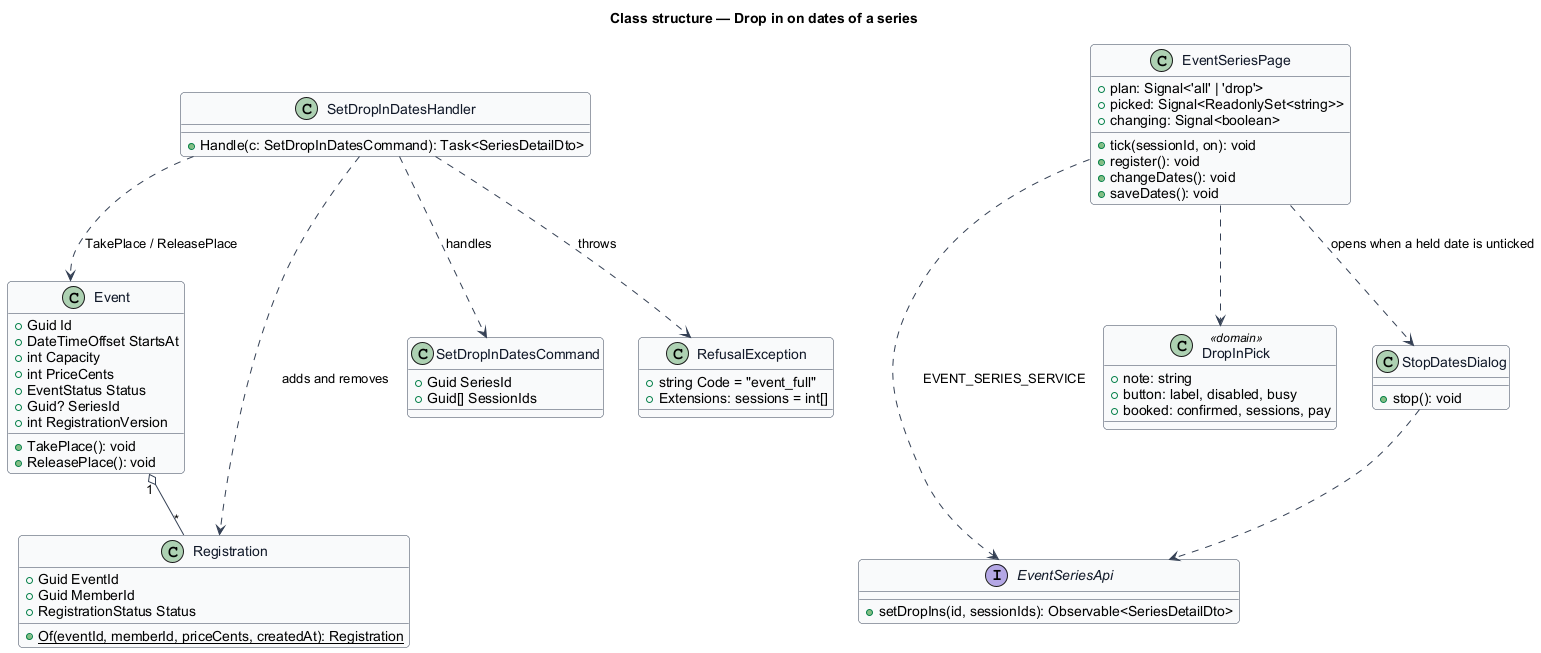 Class structure — Drop in on dates of a series
C EventSeriesPage
plan: Signal<'all' | 'drop'>
picked: Signal<ReadonlySet<string>>
changing: Signal<boolean>
tick(sessionId, on): void
register(): void
changeDates(): void
saveDates(): void
C SetDropInDatesHandler
Handle(c: SetDropInDatesCommand): Task<SeriesDetailDto>
TakePlace / ReleasePlace
handles
throws
opens when a held date is unticked
C Event
Guid Id
DateTimeOffset StartsAt
int Capacity
int PriceCents
EventStatus Status
Guid? SeriesId
int RegistrationVersion
TakePlace(): void
ReleasePlace(): void
adds and removes
C SetDropInDatesCommand
Guid SeriesId
Guid[] SessionIds
C RefusalException
string Code = "event_full"
Extensions: sessions = int[]
EVENT_SERIES_SERVICE
C «domain»
DropInPick
note: string
button: label, disabled, busy
booked: confirmed, sessions, pay
C StopDatesDialog
stop(): void
1
*
C Registration
Guid EventId
Guid MemberId
RegistrationStatus Status
Of(eventId, memberId, priceCents, createdAt): Registration
I EventSeriesApi
setDropIns(id, sessionIds): Observable<SeriesDetailDto>